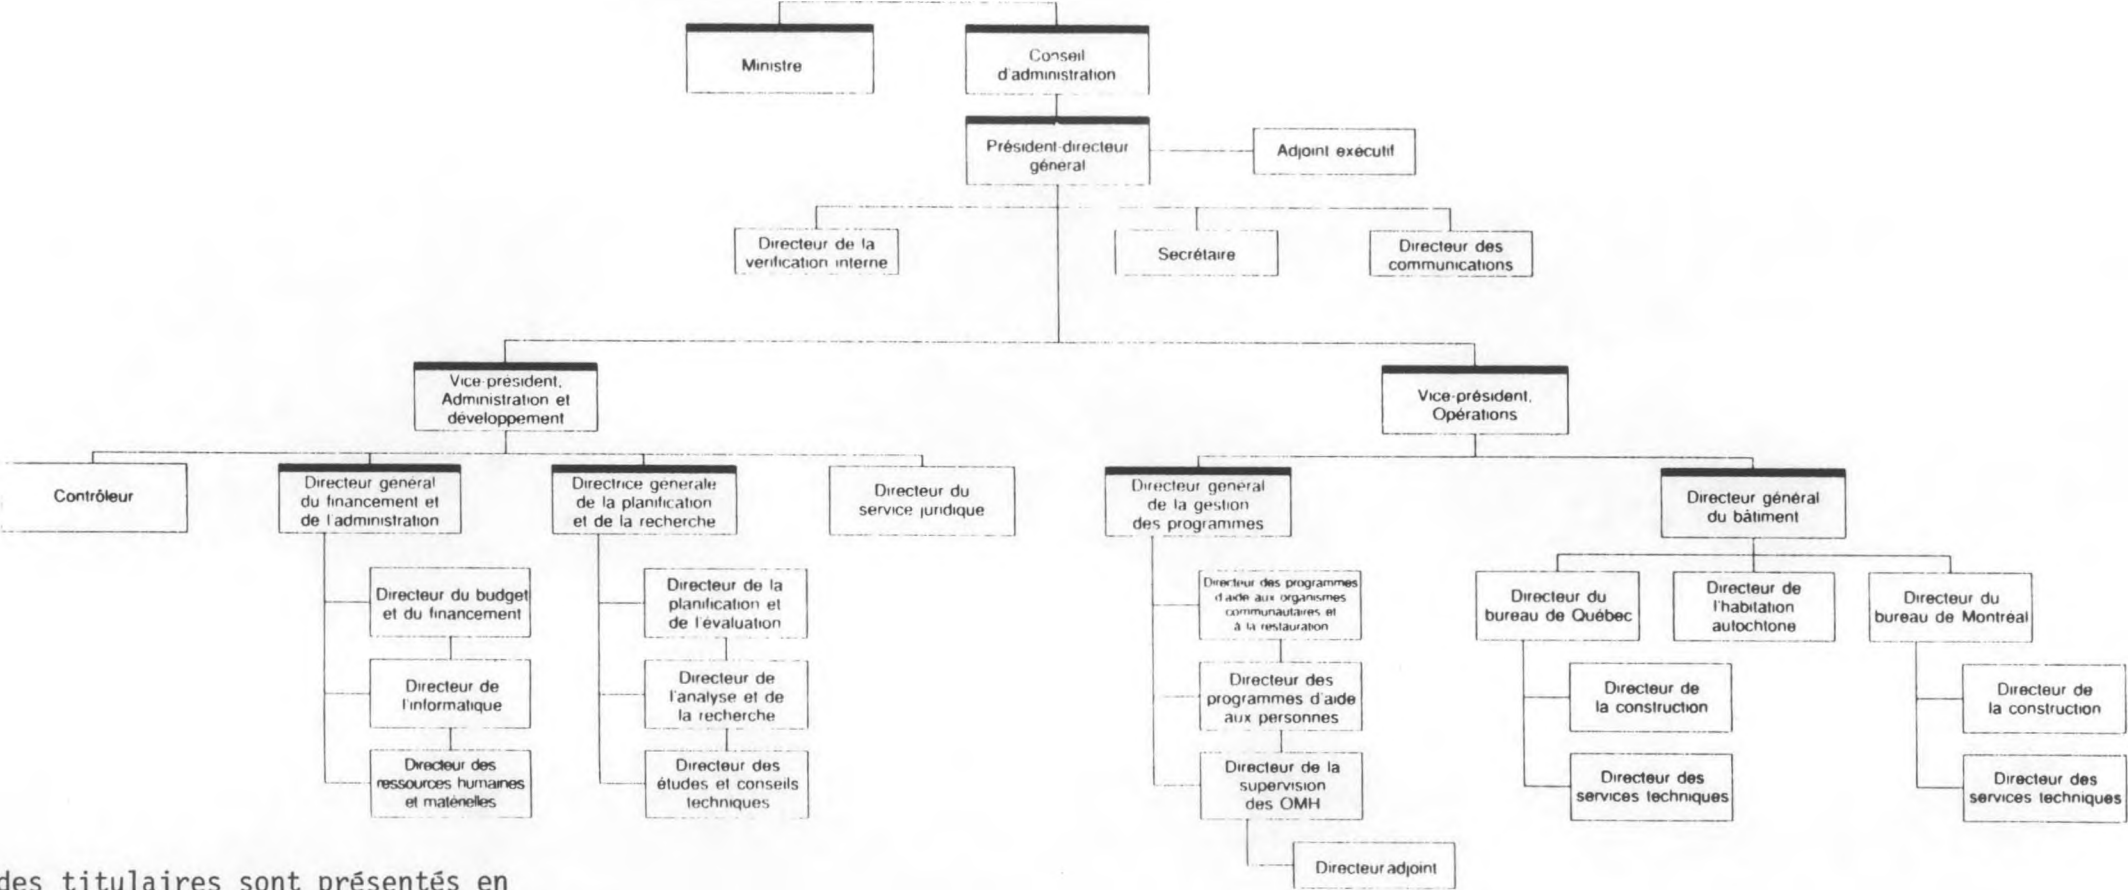 Ministre
Conseil
d'administration
Président-directeur
général
Adjoint exécutif
Directeur de la
vérification interne
Secrétaire
Directeur des
communications
Vice-président,
Administration et
développement
Vice-président,
Opérations
Contrôleur
Directeur général
du financement et
de l'administration
Directrice générale
de la planification
et de la recherche
Directeur du
service juridique
Directeur général
de la gestion
des programmes
Directeur général
du bâtiment
Directeur du budget
et du financement
Directeur de
l'informatique
Directeur des
ressources humaines
et matérielles
Directeur de la
planification et
de l'évaluation
Directeur de
l'analyse et de
la recherche
Directeur des
études et conseils
techniques
Directeur des programmes
d'aide aux organismes
communautaires et
à la restauration
Directeur des
programmes d'aide
aux personnes
Directeur de la
supervision
des OMH
Directeur adjoint
Directeur du
bureau de Québec
Directeur de
la construction
Directeur des
services techniques
Directeur de
l'habitation
autochtone
Directeur du
bureau de Montréal
Directeur de
la construction
Directeur des
services techniques
des titulaires sont présentés en